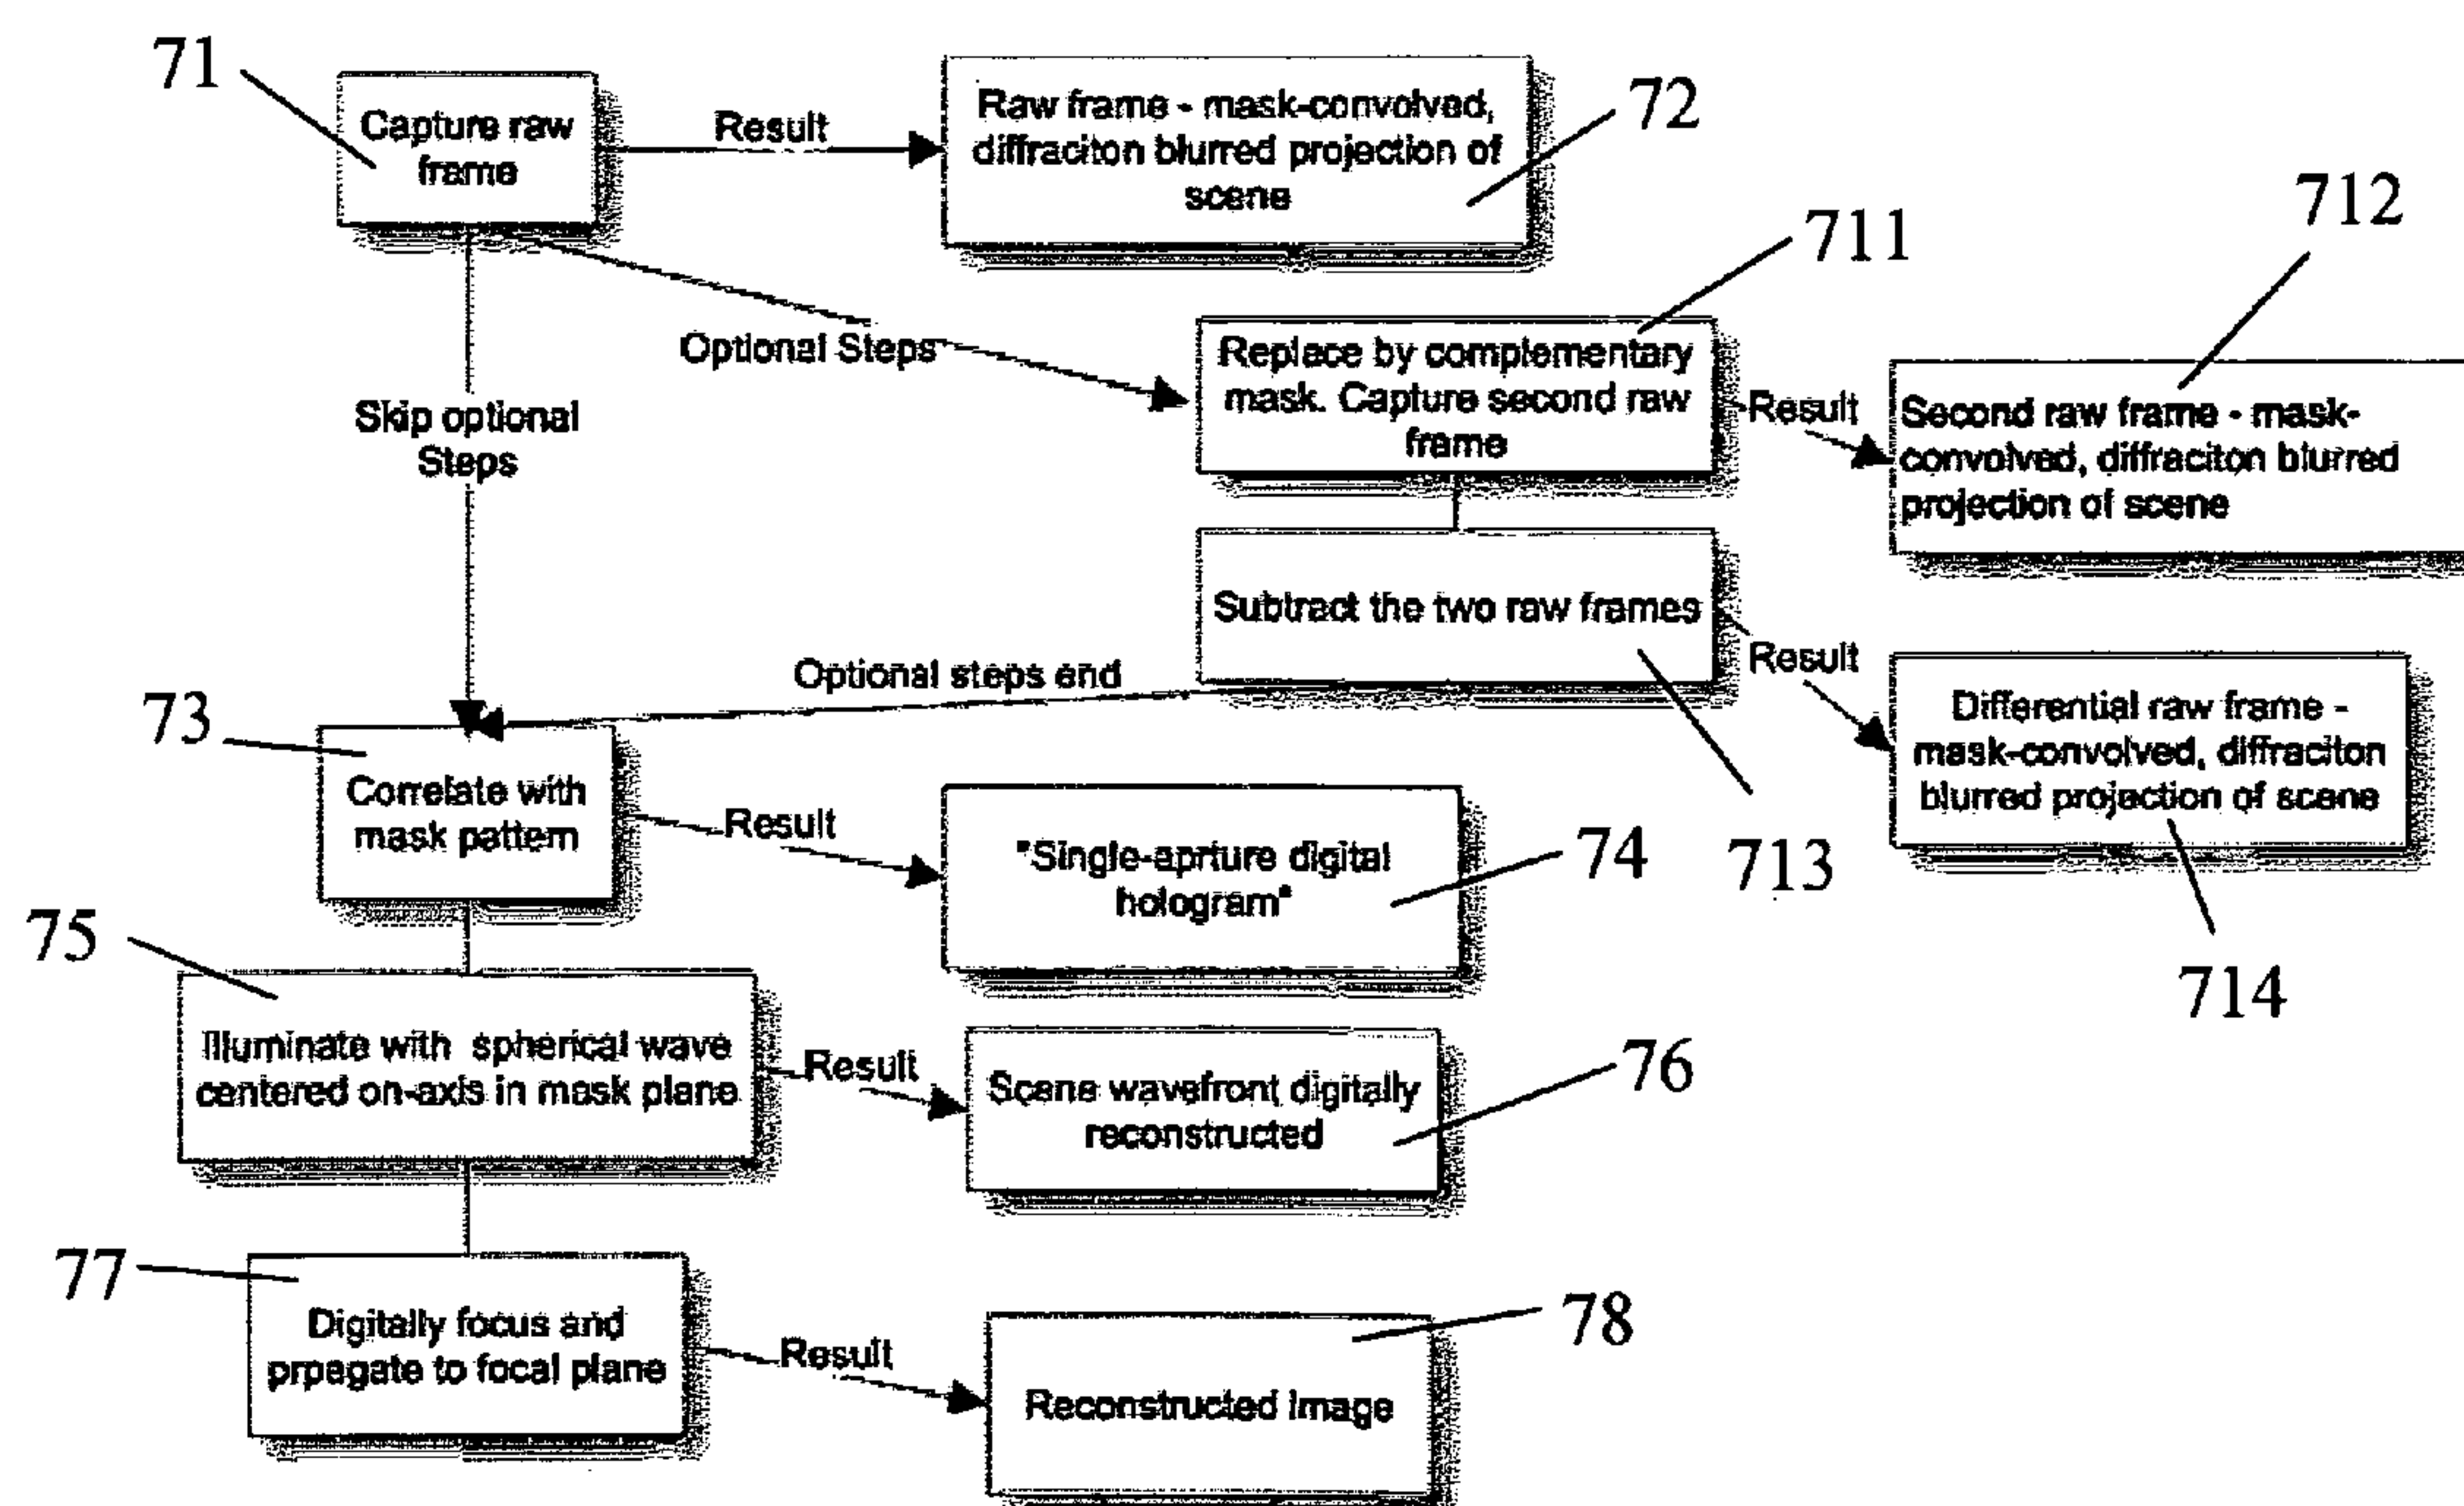 71
Capture raw
frame
Result
Raw frame - mask-convolved,
diffraciton blurred projection of
scene
72
711
712
Optional Steps
Replace by complementary
mask. Capture second raw
frame
Result
Second raw frame - mask-
convolved, diffraciton blurred
projection of scene
Skip optional
Steps
Subtract the two raw frames
Result
Optional steps end
713
Differential raw frame -
mask-convolved, diffraciton
blurred projection of scene
714
73
Correlate with
mask pattern
Result
"Single-aprture digital
hologram"
74
75
Illuminate with spherical wave
centered on-axis in mask plane
Result
Scene wavefront digitally
reconstructed
76
77
Digitally focus and
prpegate to focal plane
Result
Reconstructed Image
78